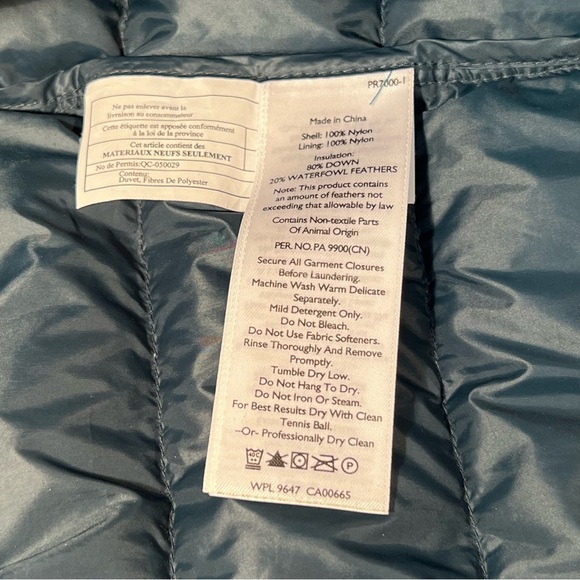 Ne pas enlever avant la
livraison au consommateur
Cette étiquette est apposée conformément
à la loi de la province
Cet article contient des
MATÉRIAUX NEUFS SEULEMENT
No de Permis:QC-050029
Contenu:
Duvet, Fibres De Polyester
PR7000-1
Made in China
Shell: 100% Nylon
Lining: 100% Nylon
Insulation:
80% DOWN
20% WATERFOWL FEATHERS
Note: This product contains
an amount of feathers not
exceeding that allowable by law
Contains Non-textile Parts
Of Animal Origin
PER. NO. PA 9900(CN)
Secure All Garment Closures
Before Laundering.
Machine Wash Warm Delicate
Separately.
Mild Detergent Only.
Do Not Bleach.
Do Not Use Fabric Softeners.
Rinse Thoroughly And Remove
Promptly.
Tumble Dry Low.
Do Not Hang To Dry.
Do Not Iron Or Steam.
For Best Results Dry With Clean
Tennis Ball.
–Or- Professionally Dry Clean
P
WPL 9647 CA00665